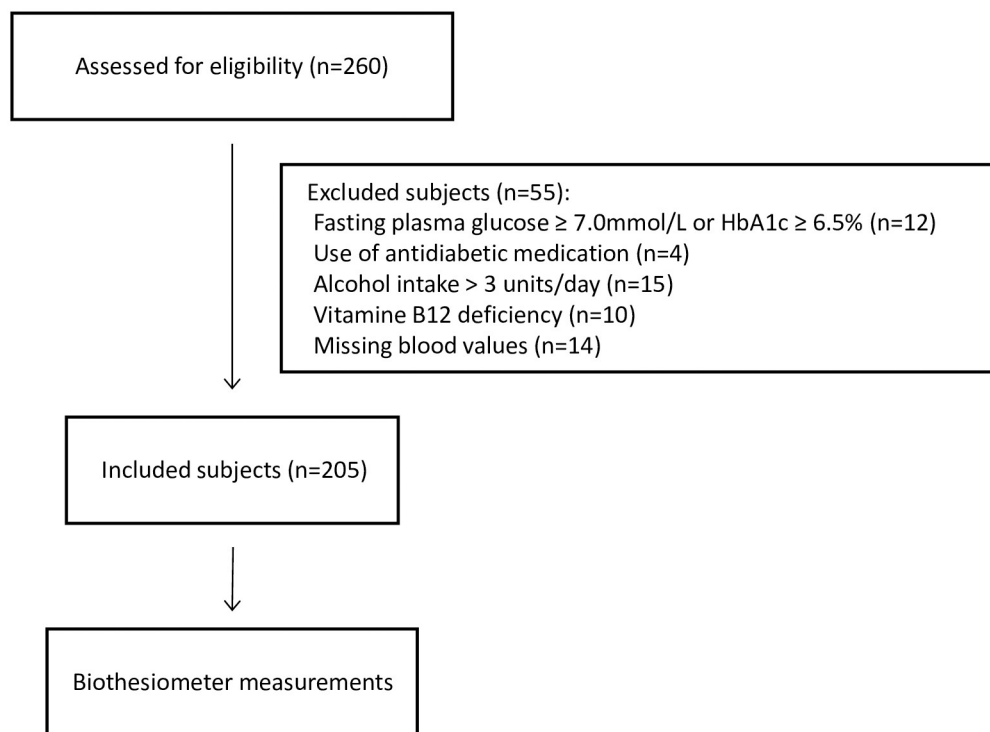 Assessed for eligibility (n=260)
Excluded subjects (n=55):
Fasting plasma glucose ≥ 7.0mmol/L or HbA1c ≥ 6.5% (n=12)
Use of antidiabetic medication (n=4)
Alcohol intake > 3 units/day (n=15)
Vitamine B12 deficiency (n=10)
Missing blood values (n=14)
Included subjects (n=205)
Biothesiometer measurements